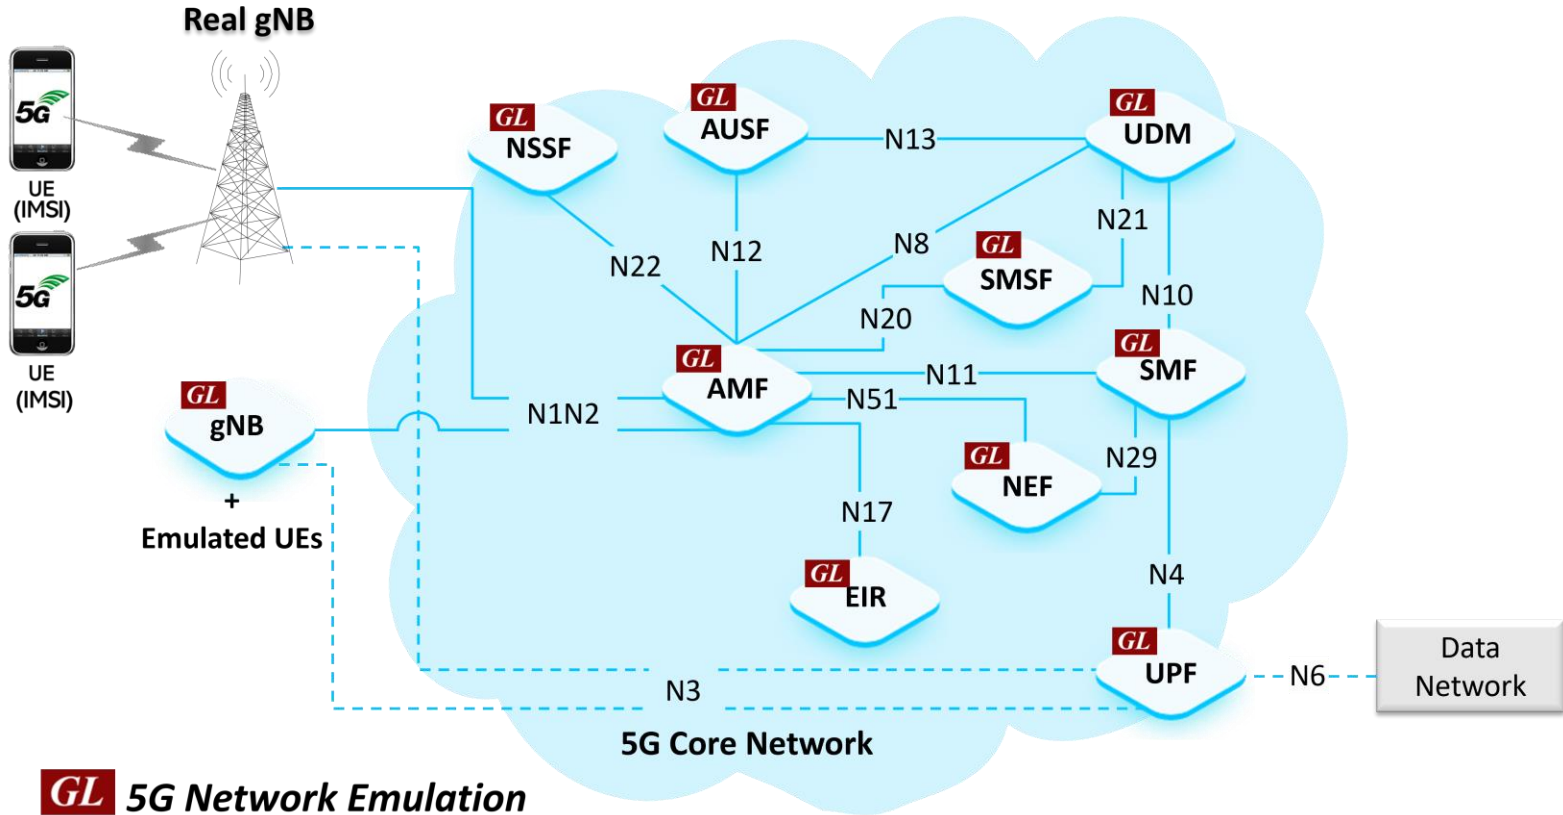 Real gNB
5G
UE
(IMSI)
5G
UE
(IMSI)
GL
NSSF
GL
AUSF
N13
GL
UDM
N22
N12
N8
N21
GL
SMSF
N20
N10
GL
AMF
N11
GL
SMF
N51
N1N2
GL
gNB
+
Emulated UEs
N29
GL
NEF
N17
GL
EIR
N4
GL
UPF
N3
N6
Data
Network
5G Core Network
GL 5G Network Emulation